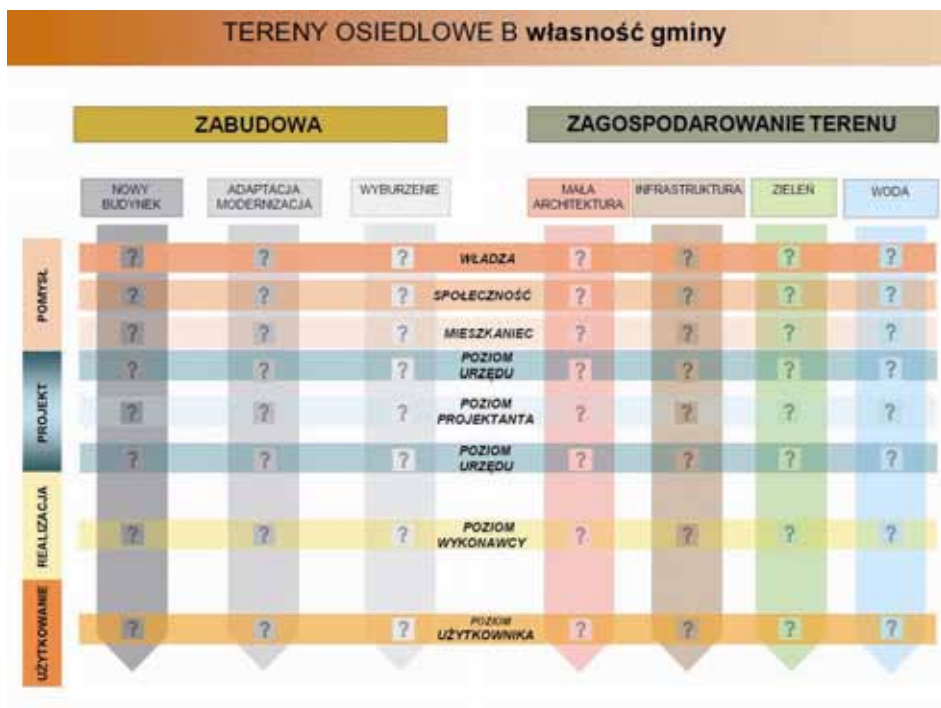 TERENY OSIEDLOWE B własność gminy
ZABUDOWA
ZAGOSPODAROWANIE TERENU
NOWY
BUDYNEK
ADAPTACJA
MODERNIZACJA
WYBURZENIE
MAŁA
ARCHITEKTURA
INFRASTRUKTURA
ZIELEŃ
WODA
POMYSŁ
? ? ? WŁADZA ? ? ? ?
? ? ? SPOŁECZNOŚĆ ? ? ? ?
? ? ? MIESZKANIEC ? ? ? ?
PROJEKT
? ? ? POZIOM
URZĘDU ? ? ? ?
? ? ? POZIOM
PROJEKTANTA ? ? ? ?
? ? ? POZIOM
URZĘDU ? ? ? ?
REALIZACJA
? ? ? POZIOM
WYKONAWCY ? ? ? ?
UŻYTKOWANIE
? ? ? POZIOM
UŻYTKOWNIKA ? ? ? ?